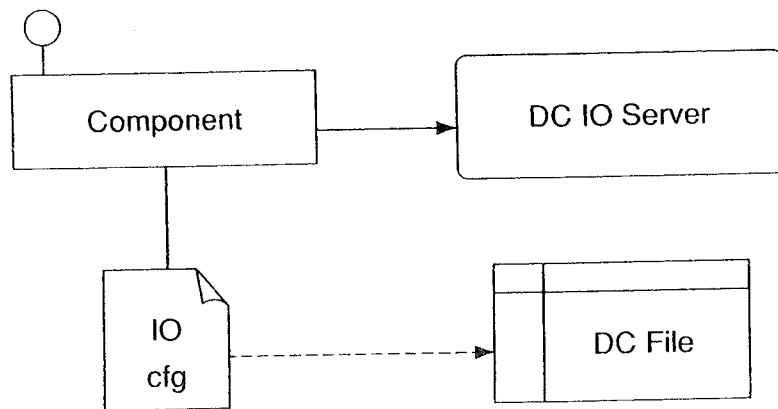 Component
DC IO Server
IO
cfg
DC File